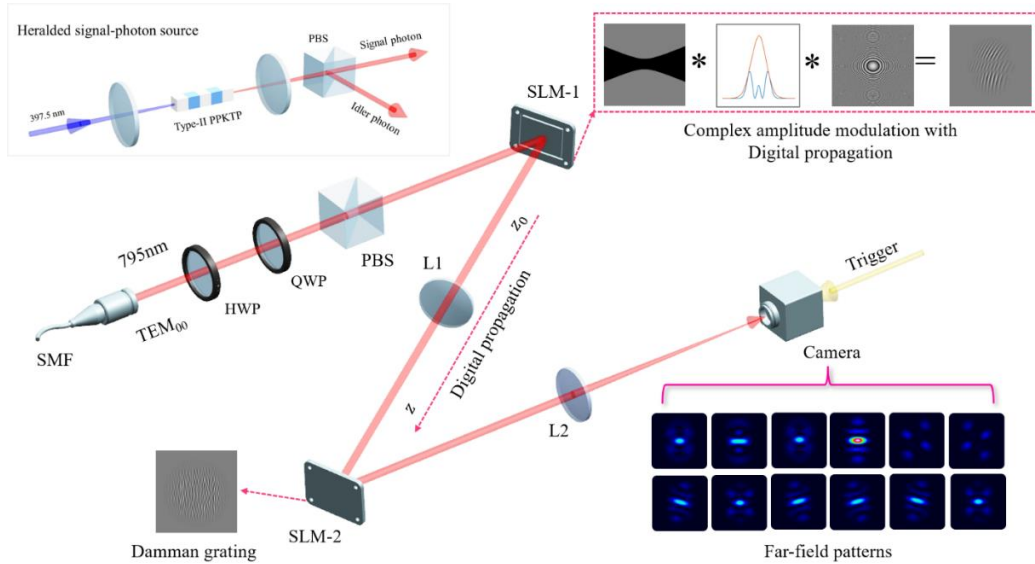 Heralded signal-photon source
PBS
Signal photon
Idler photon
397.5 nm
Type-II PPKTP
SLM-1
* * =
Complex amplitude modulation with
Digital propagation
795nm
PBS
QWP
HWP
TEM00
SMF
L1
z0
Digital propagation
z
Trigger
Camera
L2
SLM-2
Damman grating
Far-field patterns